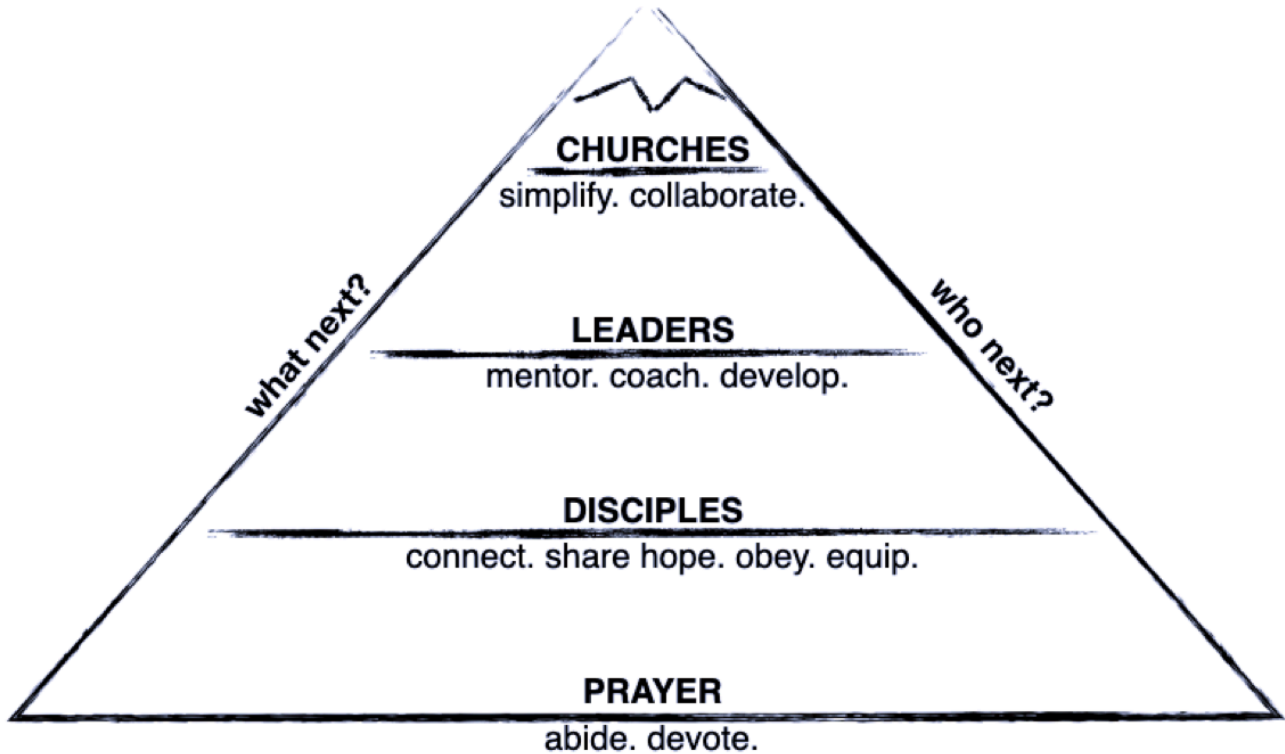 CHURCHES
simplify. collaborate.
what next?
who next?
LEADERS
mentor. coach. develop.
DISCIPLES
connect. share hope. obey. equip.
PRAYER
abide. devote.